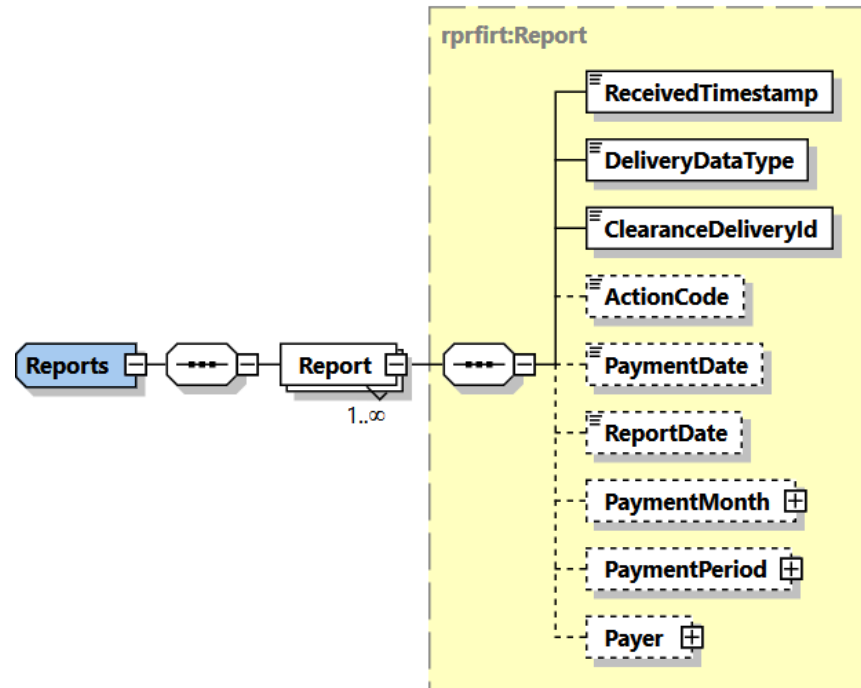 rprfirt:Report
ReceivedTimestamp
DeliveryDataType
ClearanceDeliveryId
ActionCode
Reports
Report
PaymentDate
1..∞
ReportDate
PaymentMonth
PaymentPeriod
Payer